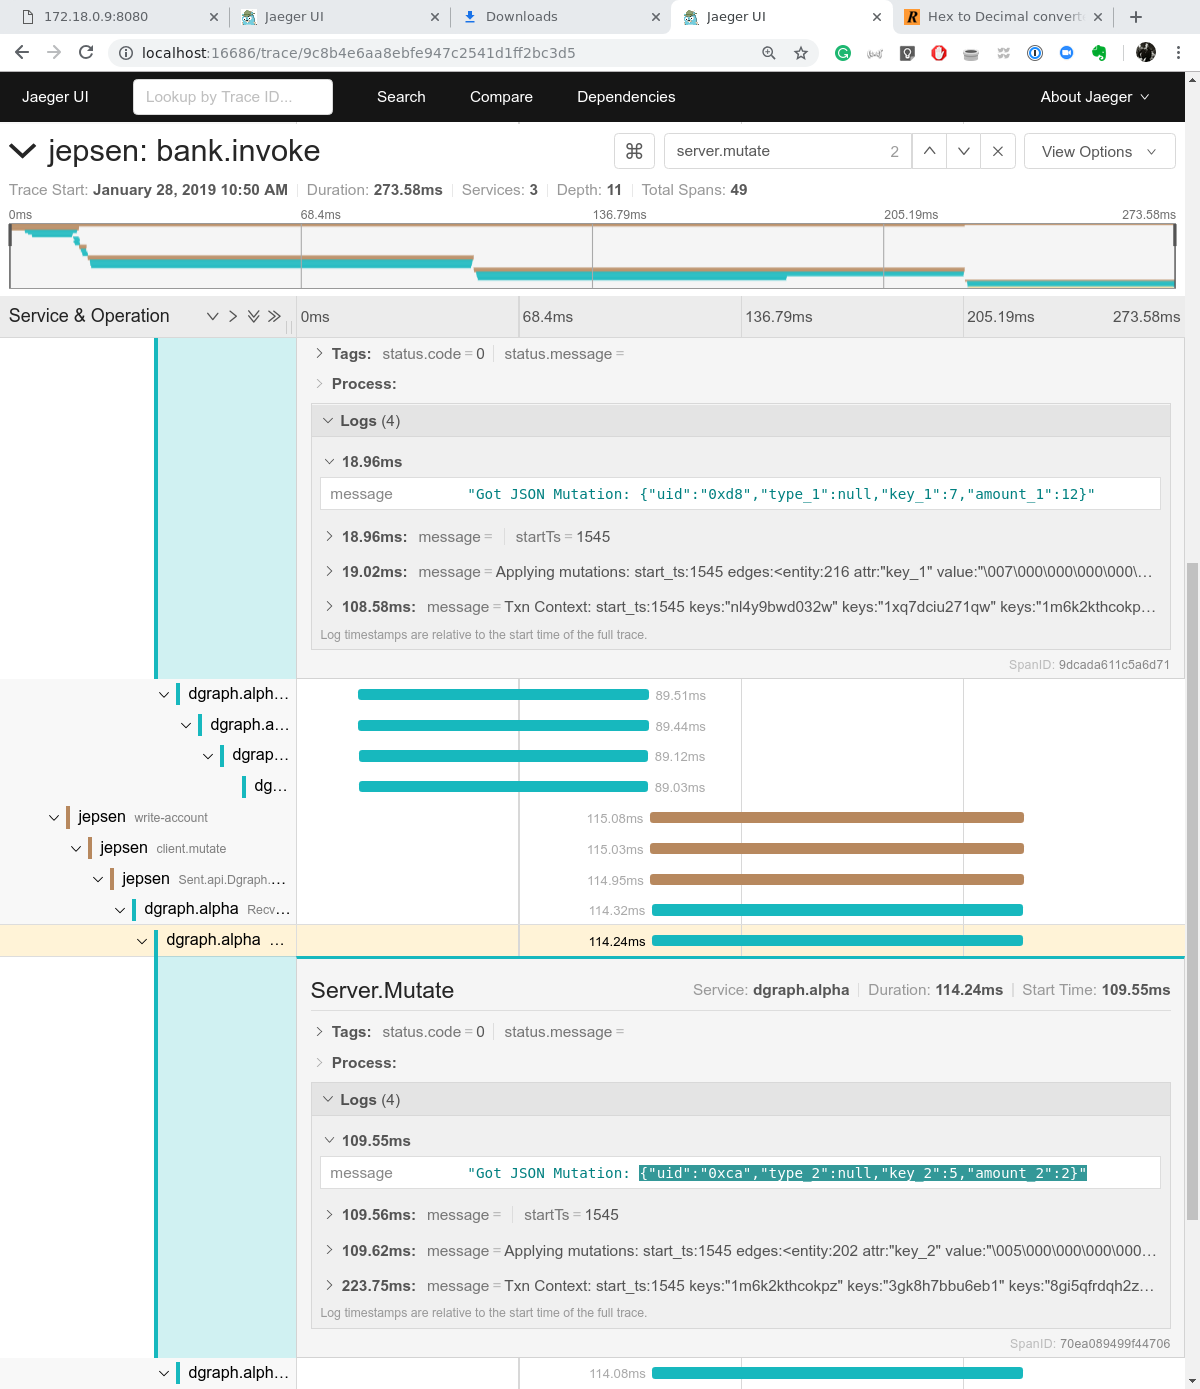 172.18.0.9:8080
Jaeger UI
Downloads
Jaeger UI
Hex to Decimal convert
localhost:16686/trace/9c8b4e6aa8ebfe947c2541d1ff2bc3d5
Jaeger UI
Lookup by Trace ID...
Search
Compare
Dependencies
About Jaeger
jepsen: bank.invoke
⌘
server.mutate
2
View Options
Trace Start: January 28, 2019 10:50 AM
Duration: 273.58ms
Services: 3
Depth: 11
Total Spans: 49
0ms
68.4ms
136.79ms
205.19ms
273.58ms
Service & Operation
0ms
68.4ms
136.79ms
205.19ms
273.58ms
Tags: status.code = 0 status.message =
Process:
Logs (4)
18.96ms
message "Got JSON Mutation: {"uid":"0xd8","type_1":null,"key_1":7,"amount_1":12}"
18.96ms: message = startTs = 1545
19.02ms: message = Applying mutations: start_ts:1545 edges:<entity:216 attr:"key_1" value:"\007\000\000\000\000\...
108.58ms: message = Txn Context: start_ts:1545 keys:"nl4y9bwd032w" keys:"1xq7dciu271qw" keys:"1m6k2kthcokp...
Log timestamps are relative to the start time of the full trace.
SpanID: 9dcada611c5a6d71
dgraph.alph... 89.51ms
dgraph.a... 89.44ms
dgrap... 89.12ms
dg... 89.03ms
jepsen write-account 115.08ms
jepsen client.mutate 115.03ms
jepsen Sent.api.Dgraph.... 114.95ms
dgraph.alpha Recv... 114.32ms
dgraph.alpha ... 114.24ms
Server.Mutate
Service: dgraph.alpha
Duration: 114.24ms
Start Time: 109.55ms
Tags: status.code = 0 status.message =
Process:
Logs (4)
109.55ms
message "Got JSON Mutation: {"uid":"0xca","type_2":null,"key_2":5,"amount_2":2}"
109.56ms: message = startTs = 1545
109.62ms: message = Applying mutations: start_ts:1545 edges:<entity:202 attr:"key_2" value:"\005\000\000\000\000...
223.75ms: message = Txn Context: start_ts:1545 keys:"1m6k2kthcokpz" keys:"3gk8h7bbu6eb1" keys:"8gi5qfrdqh2z...
Log timestamps are relative to the start time of the full trace.
SpanID: 70ea089499f44706
dgraph.alph... 114.08ms